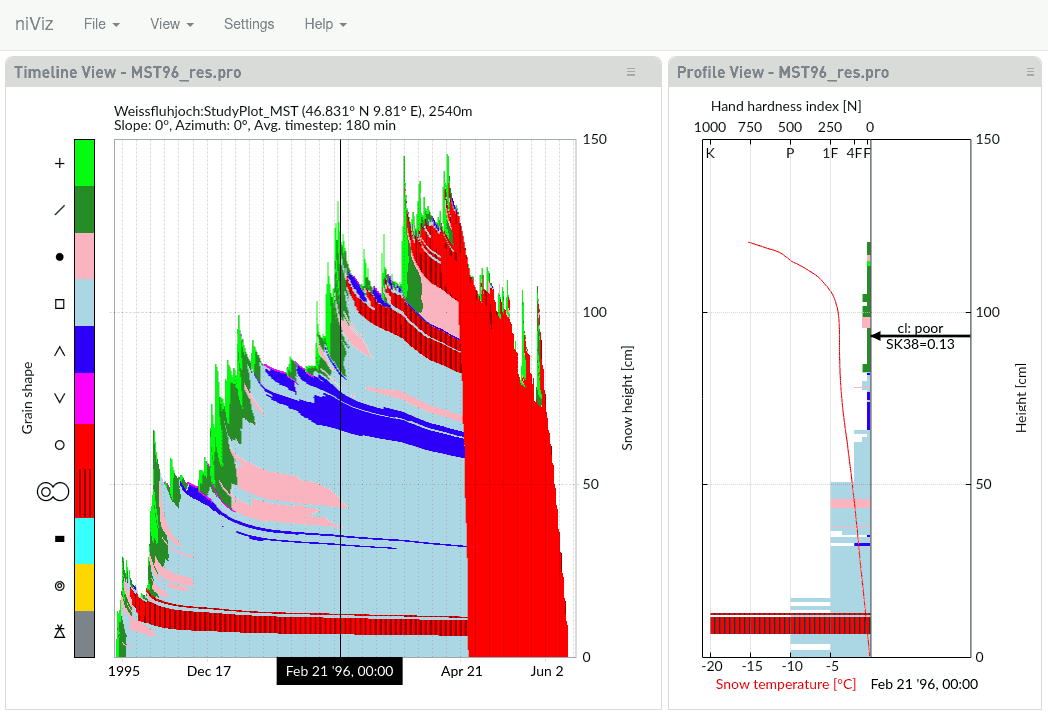 niViz File View Settings Help
Timeline View - MST96_res.pro
Weissfluhjoch:StudyPlot_MST (46.831° N 9.81° E), 2540m
Slope: 0°, Azimuth: 0°, Avg. timestep: 180 min
150
100
50
0
Snow height [cm]
Grain shape
1995 Dec 17 Feb 21 '96, 00:00 Apr 21 Jun 2
Profile View - MST96_res.pro
Hand hardness index [N]
1000 750 500 250 0
K P 1F 4F F
150
100
50
0
Height [cm]
cl: poor
SK38=0.13
-20 -15 -10 -5
Snow temperature [°C] Feb 21 '96, 00:00